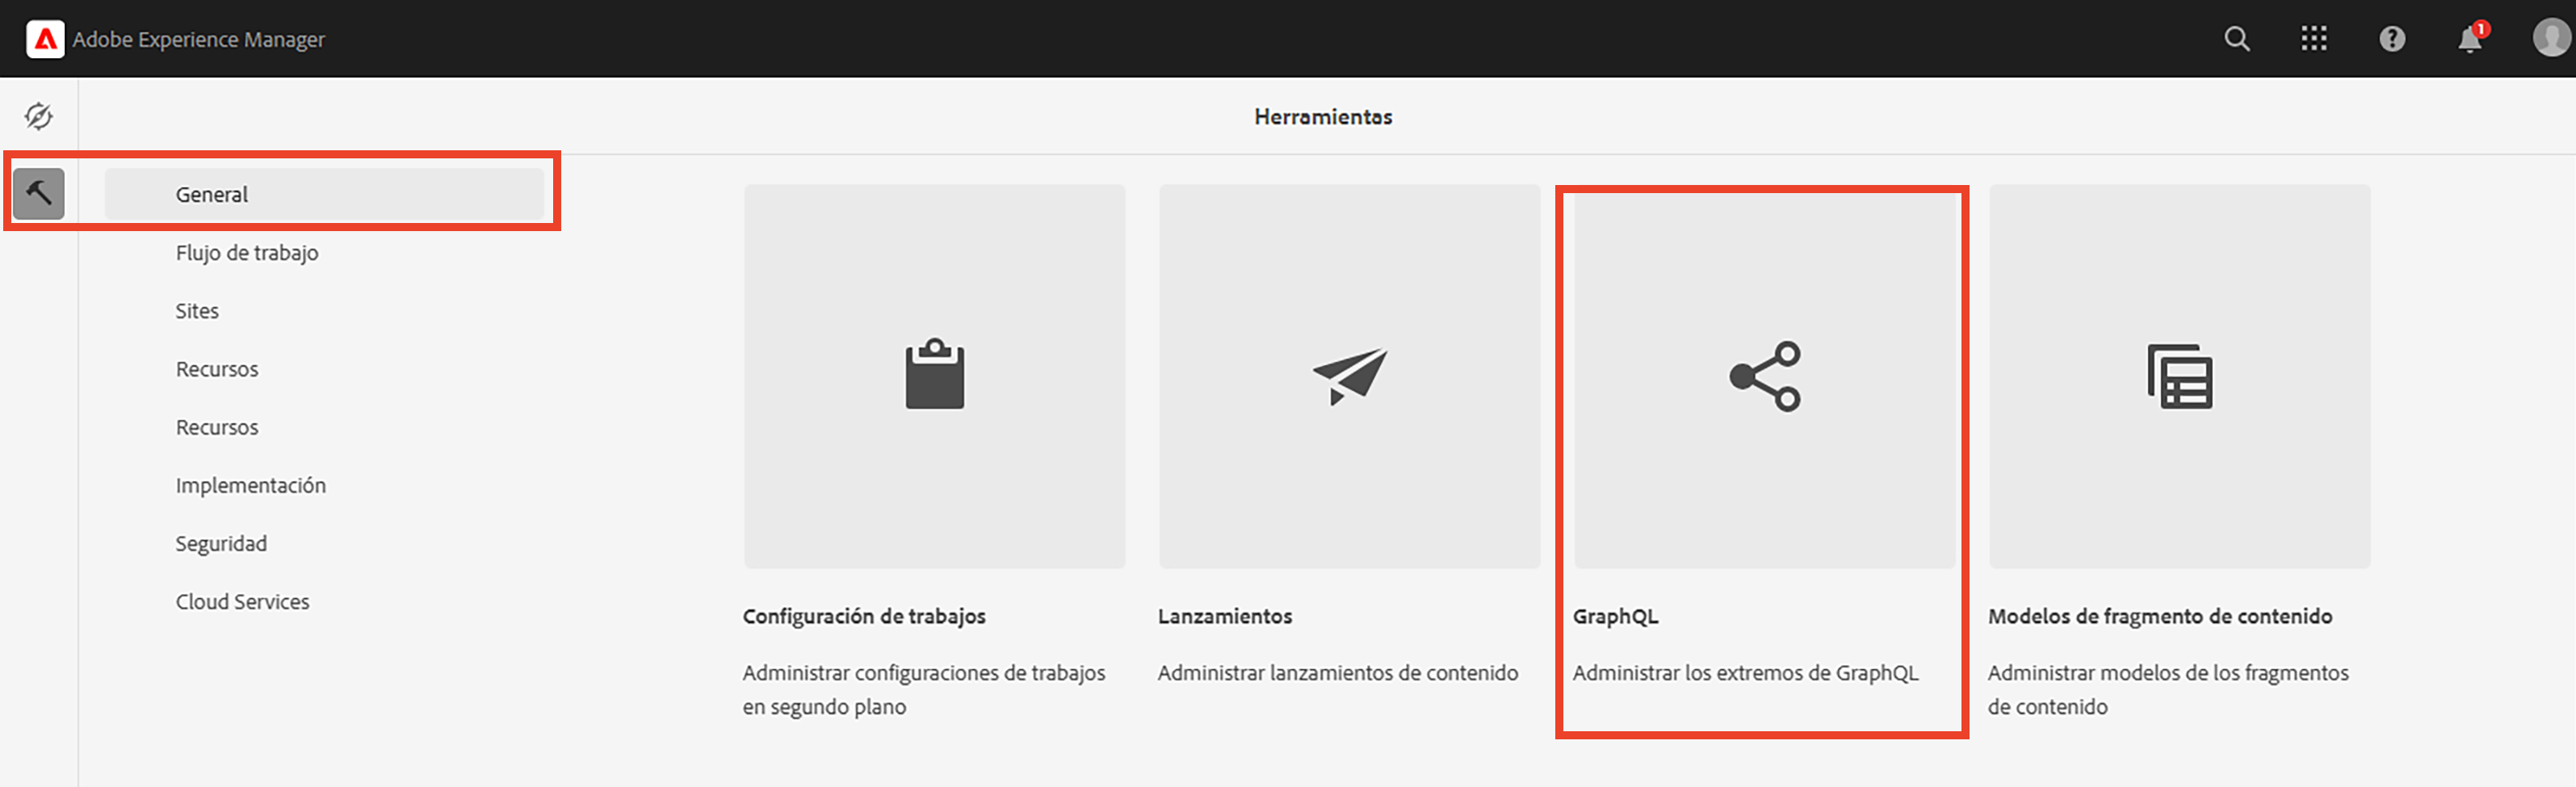 Adobe Experience Manager
1
Herramientas
General
Flujo de trabajo
Sites
Recursos
Recursos
Implementación
Seguridad
Cloud Services
Configuración de trabajos
Administrar configuraciones de trabajos
en segundo plano
Lanzamientos
Administrar lanzamientos de contenido
GraphQL
Administrar los extremos de GraphQL
Modelos de fragmento de contenido
Administrar modelos de los fragmentos
de contenido